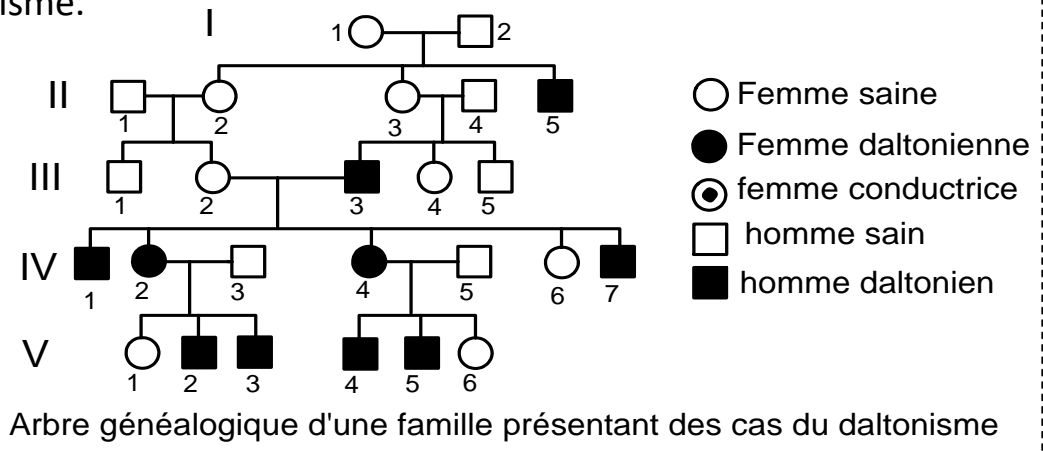 isme.
I 1 2
II 1 2 3 4 5
III 1 2 3 4 5
IV 1 2 3 4 5 6 7
V 1 2 3 4 5 6
Femme saine
Femme daltonienne
femme conductrice
homme sain
homme daltonien
Arbre généalogique d'une famille présentant des cas du daltonisme